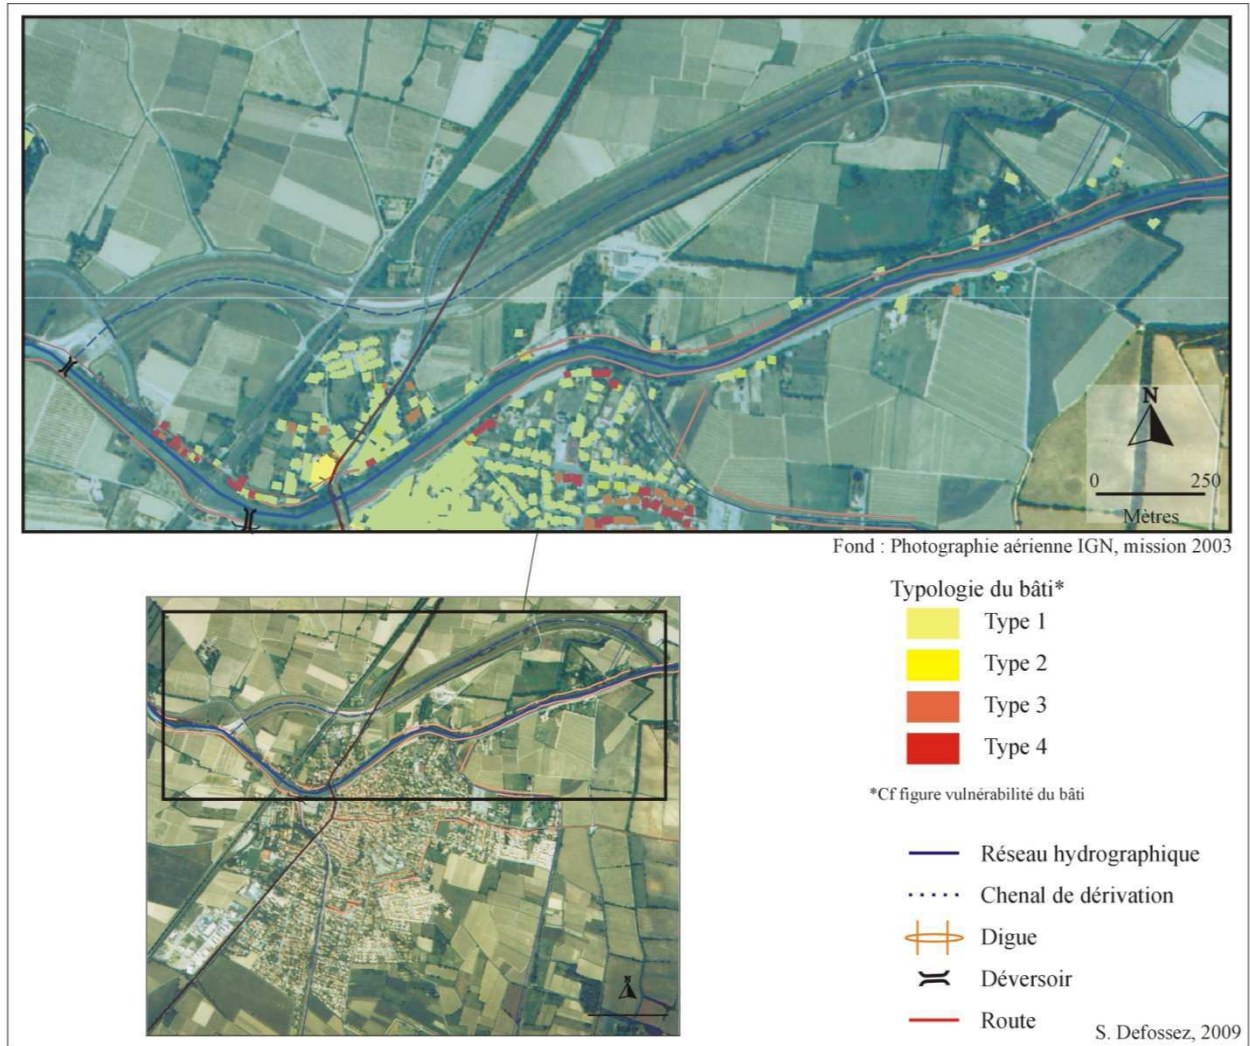 N
0 250
Mètres
Fond : Photographie aérienne IGN, mission 2003
Typologie du bâti*
Type 1
Type 2
Type 3
Type 4
*Cf figure vulnérabilité du bâti
Réseau hydrographique
Chenal de dérivation
Digue
Déversoir
Route
N
S. Defossez, 2009